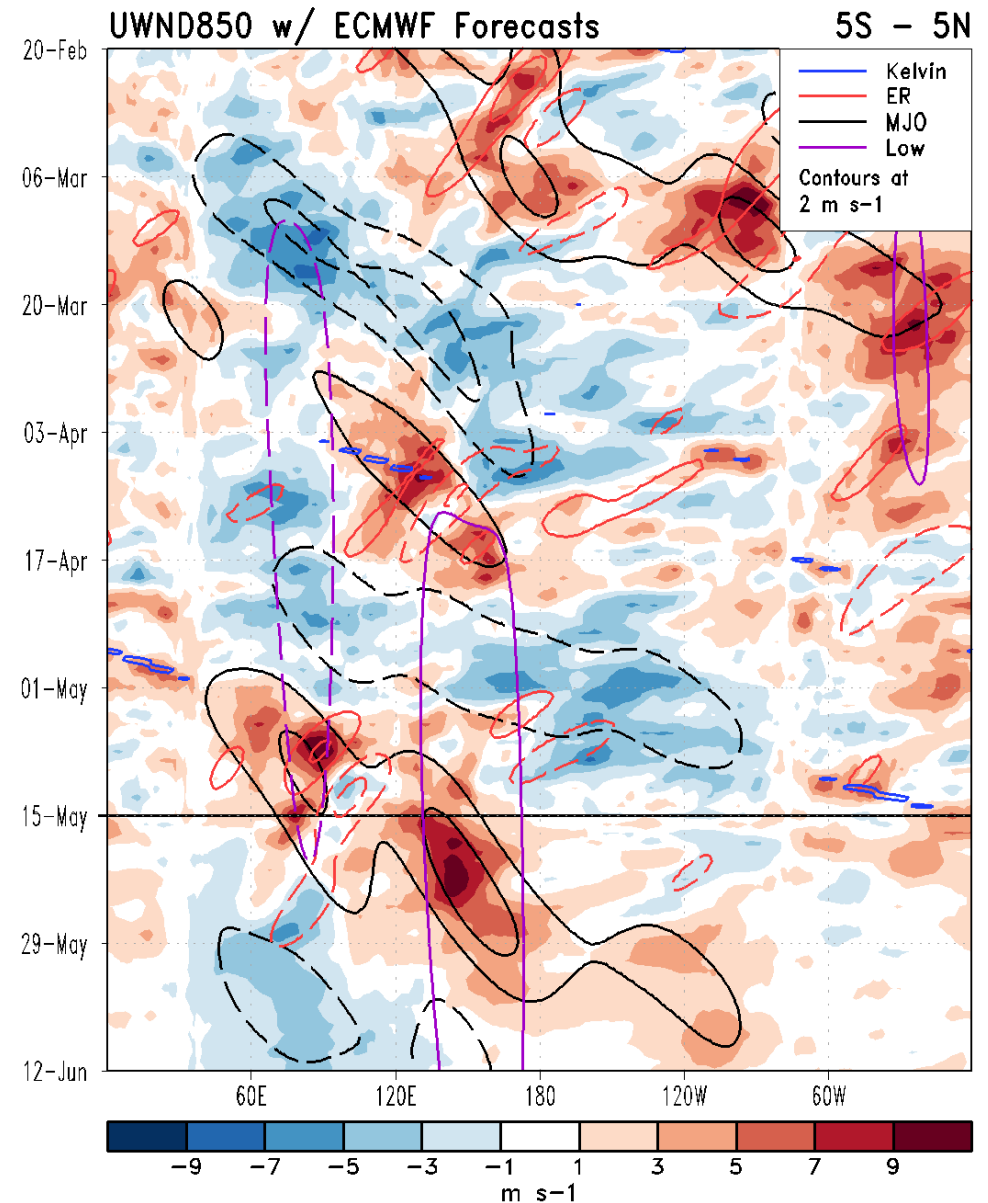 UWND850 w/ ECMWF Forecasts 5S - 5N
20-Feb
06-Mar
20-Mar
03-Apr
17-Apr
01-May
15-May
29-May
12-Jun
Kelvin
ER
MJO
Low
Contours at
2 m s-1
60E 120E 180 120W 60W
-9 -7 -5 -3 -1 1 3 5 7 9
m s-1